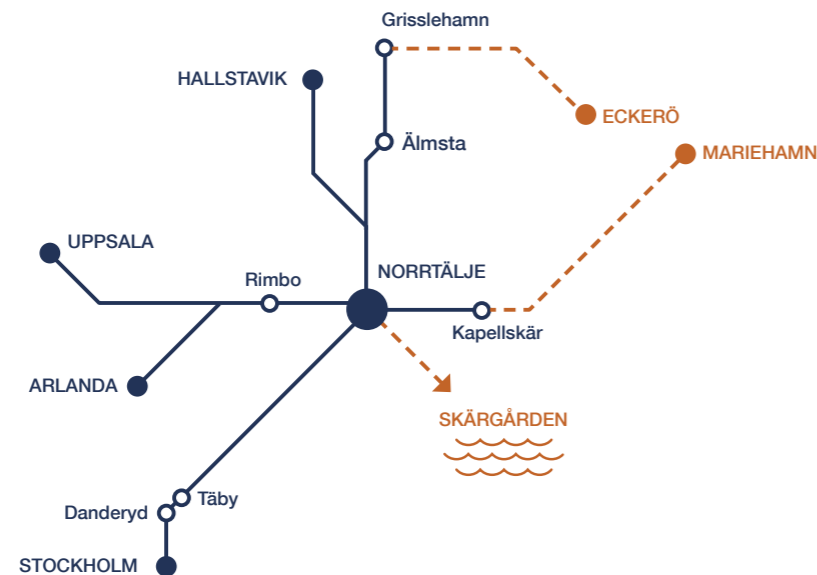 Grisslehamn
HALLSTAVIK
ECKERÖ
Älmsta
MARIEHAMN
UPPSALA
NORRTÄLJE
Rimbo
Kapellskär
ARLANDA
SKÄRGÅRDEN
Täby
Danderyd
STOCKHOLM